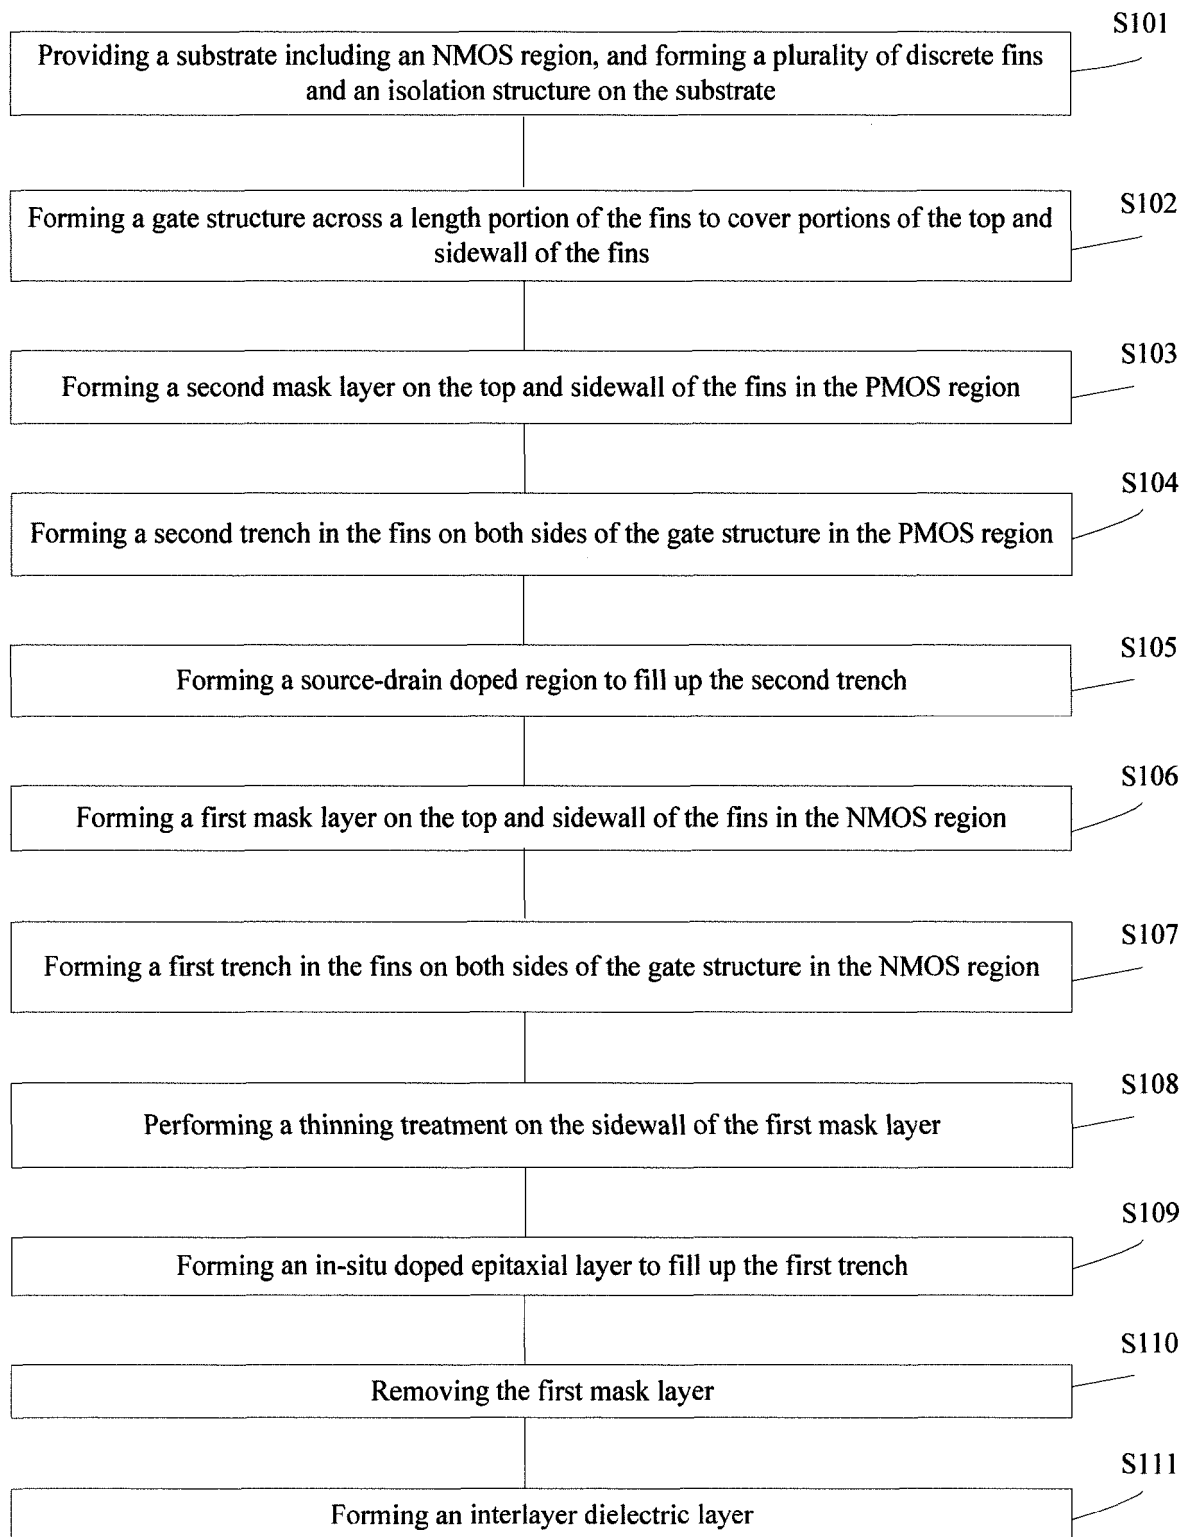 S101
Providing a substrate including an NMOS region, and forming a plurality of discrete fins
and an isolation structure on the substrate
S102
Forming a gate structure across a length portion of the fins to cover portions of the top and
sidewall of the fins
S103
Forming a second mask layer on the top and sidewall of the fins in the PMOS region
S104
Forming a second trench in the fins on both sides of the gate structure in the PMOS region
S105
Forming a source-drain doped region to fill up the second trench
S106
Forming a first mask layer on the top and sidewall of the fins in the NMOS region
S107
Forming a first trench in the fins on both sides of the gate structure in the NMOS region
S108
Performing a thinning treatment on the sidewall of the first mask layer
S109
Forming an in-situ doped epitaxial layer to fill up the first trench
S110
Removing the first mask layer
S111
Forming an interlayer dielectric layer